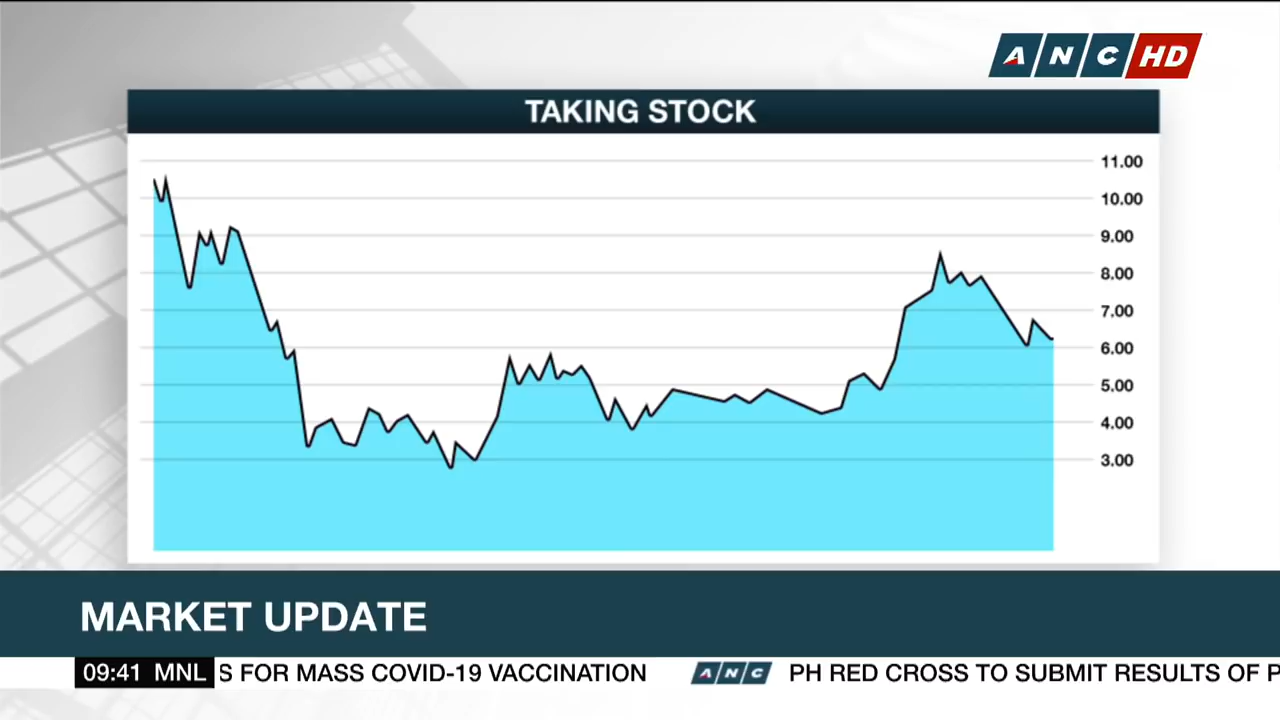 ANC HD
TAKING STOCK
11.00
10.00
9.00
8.00
7.00
6.00
5.00
4.00
3.00
MARKET UPDATE
09:41 MNL S FOR MASS COVID-19 VACCINATION ANC PH RED CROSS TO SUBMIT RESULTS OF P